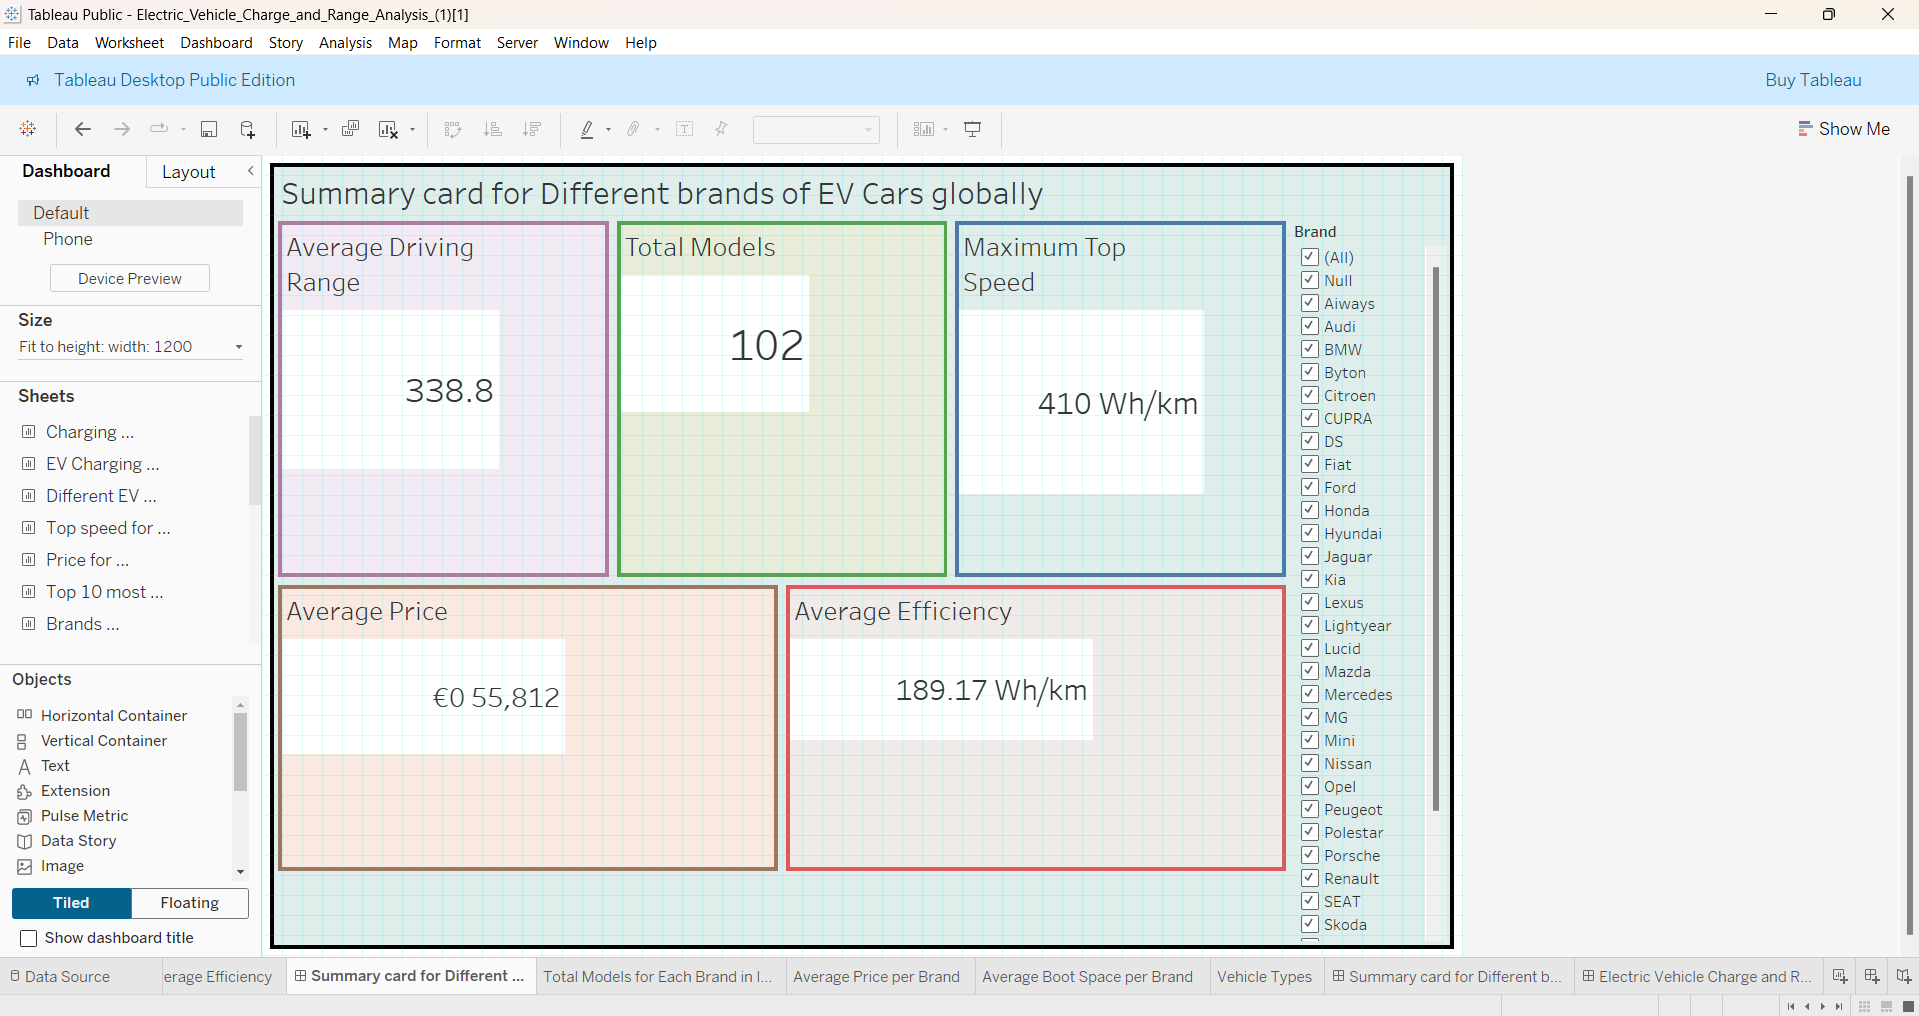 Tableau Public - Electric_Vehicle_Charge_and_Range_Analysis_(1)[1]
File Data Worksheet Dashboard Story Analysis Map Format Server Window Help
Tableau Desktop Public Edition Buy Tableau
Show Me
Dashboard Layout
Default
Phone
Device Preview
Size
Fit to height: width: 1200
Sheets
Charging ...
EV Charging ...
Different EV ...
Top speed for ...
Price for ...
Top 10 most ...
Brands ...
Objects
Horizontal Container
Vertical Container
Text
Extension
Pulse Metric
Data Story
Image
Tiled Floating
Show dashboard title
Summary card for Different brands of EV Cars globally
Average Driving
Range
338.8
Total Models
102
Maximum Top
Speed
410 Wh/km
Average Price
€0 55,812
Average Efficiency
189.17 Wh/km
Brand
(All)
Null
Aiways
Audi
BMW
Byton
Citroen
CUPRA
DS
Fiat
Ford
Honda
Hyundai
Jaguar
Kia
Lexus
Lightyear
Lucid
Mazda
Mercedes
MG
Mini
Nissan
Opel
Peugeot
Polestar
Porsche
Renault
SEAT
Skoda
Data Source erage Efficiency Summary card for Different ... Total Models for Each Brand in I... Average Price per Brand Average Boot Space per Brand Vehicle Types Summary card for Different b... Electric Vehicle Charge and R...